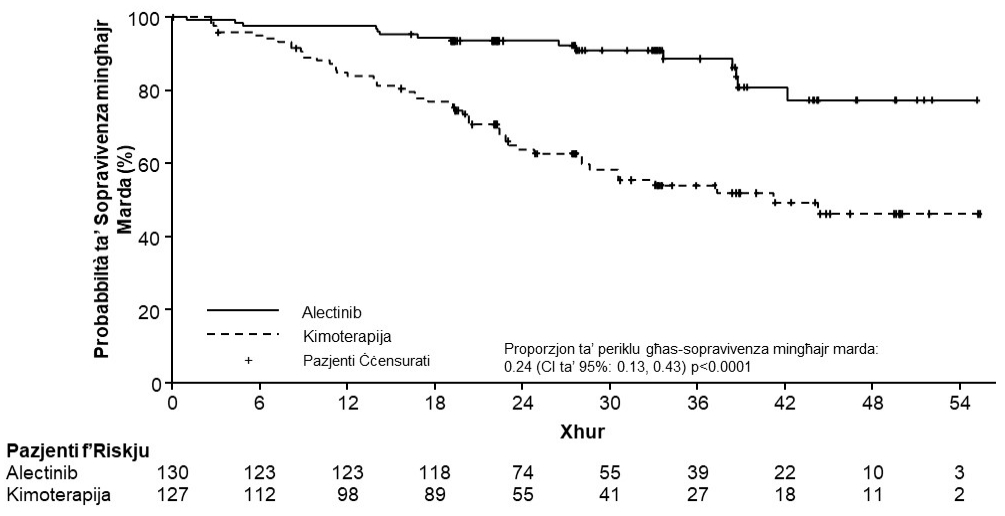 Probabbiltà ta’ Sopravivenza mingħajr
Marda (%)
100
80
60
40
20
0
Alectinib
Kimoterapija
+ Pazjenti Ċċensurati
Proporzjon ta’ periklu għas-sopravivenza mingħajr marda:
0.24 (CI ta’ 95%: 0.13, 0.43) p<0.0001
0 6 12 18 24 30 36 42 48 54
Xhur
Pazjenti f’Riskju
Alectinib 130 123 123 118 74 55 39 22 10 3
Kimoterapija 127 112 98 89 55 41 27 18 11 2